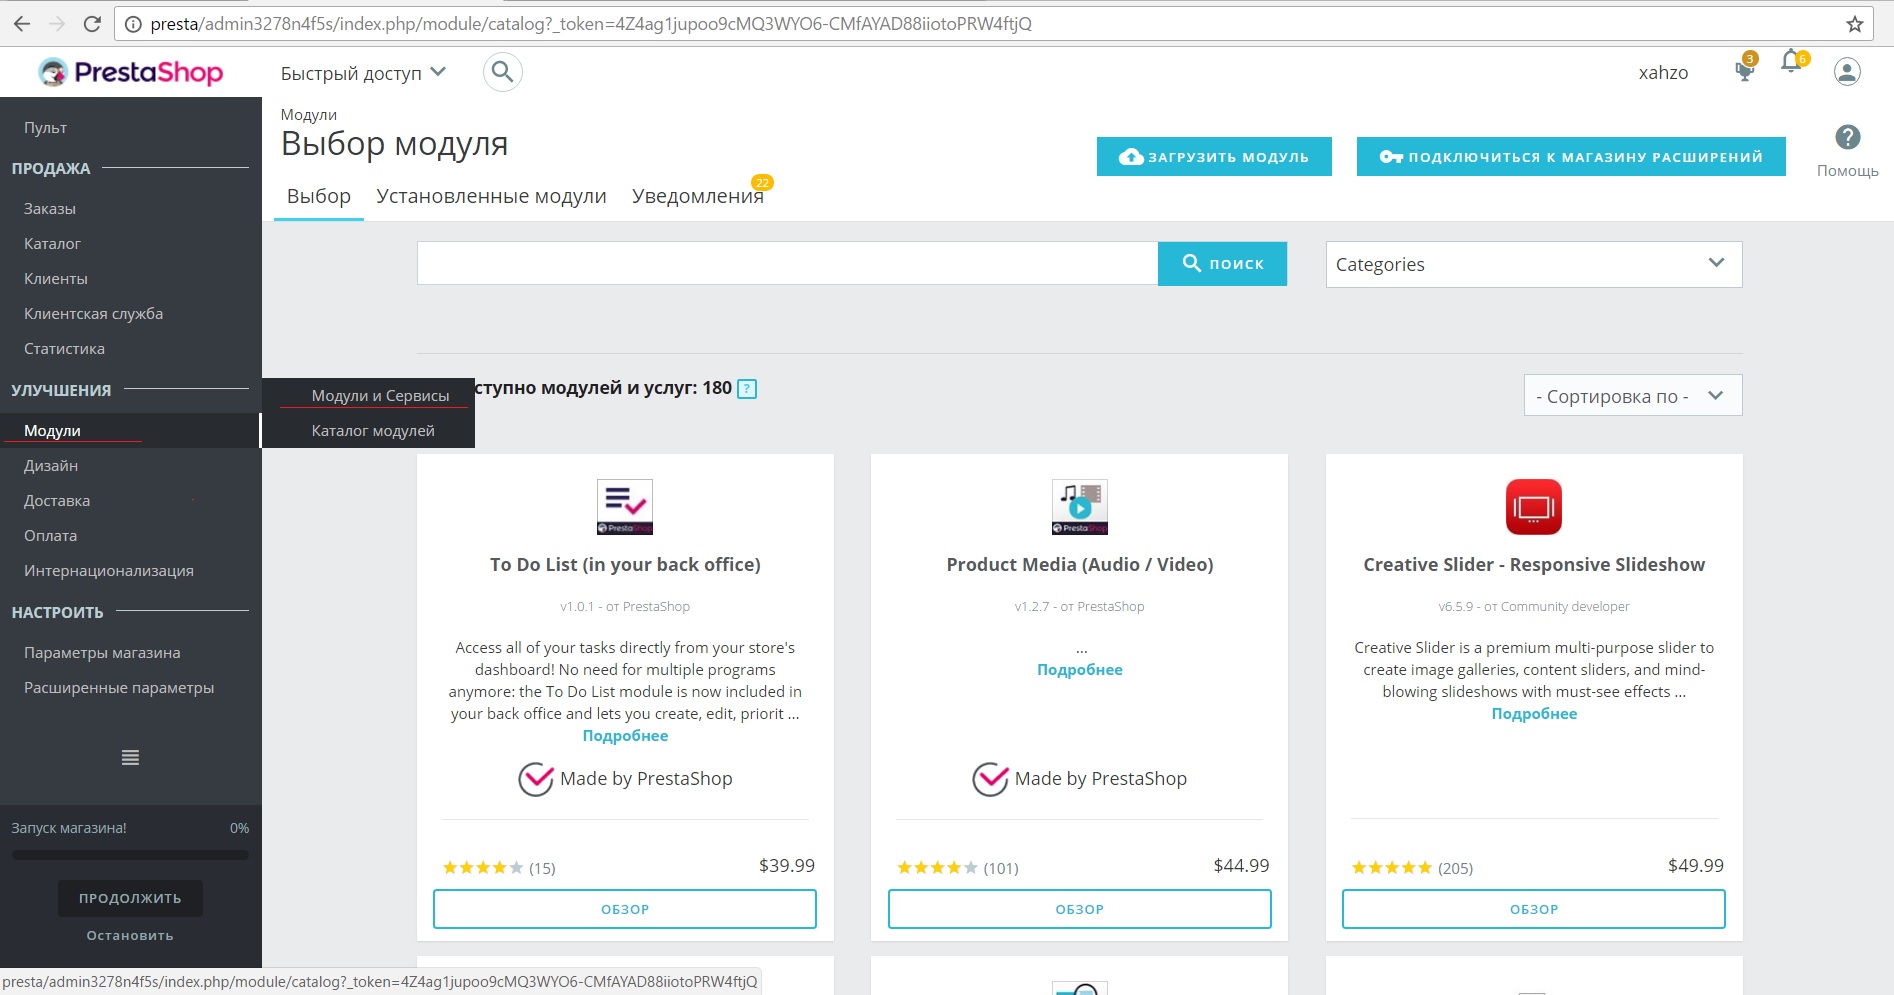 presta/admin3278n4f5s/index.php/module/catalog?_token=4Z4ag1jupoo9cMQ3WYO6-CMfAYAD88iiotoPRW4ftjQ
PrestaShop
Быстрый доступ
xahzo
3
6
Пульт
ПРОДАЖА
Заказы
Каталог
Клиенты
Клиентская служба
Статистика
УЛУЧШЕНИЯ
Модули
Дизайн
Доставка
Оплата
Интернационализация
НАСТРОИТЬ
Параметры магазина
Расширенные параметры
Запуск магазина! 0%
ПРОДОЛЖИТЬ
Остановить
Модули и Сервисы
Каталог модулей
Модули
Выбор модуля
ЗАГРУЗИТЬ МОДУЛЬ
ПОДКЛЮЧИТЬСЯ К МАГАЗИНУ РАСШИРЕНИЙ
?
Помощь
Выбор Установленные модули Уведомления 22
ПОИСК
Categories
ступно модулей и услуг: 180 ?
- Сортировка по -
PrestaShop
To Do List (in your back office)
v1.0.1 - от PrestaShop
Access all of your tasks directly from your store's
dashboard! No need for multiple programs
anymore: the To Do List module is now included in
your back office and lets you create, edit, priorit ...
Подробнее
Made by PrestaShop
(15) $39.99
ОБЗОР
PrestaShop
Product Media (Audio / Video)
v1.2.7 - от PrestaShop
...
Подробнее
Made by PrestaShop
(101) $44.99
ОБЗОР
Creative Slider - Responsive Slideshow
v6.5.9 - от Community developer
Creative Slider is a premium multi-purpose slider to
create image galleries, content sliders, and mind-
blowing slideshows with must-see effects ...
Подробнее
(205) $49.99
ОБЗОР
presta/admin3278n4f5s/index.php/module/catalog?_token=4Z4ag1jupoo9cMQ3WYO6-CMfAYAD88iiotoPRW4ftjQ